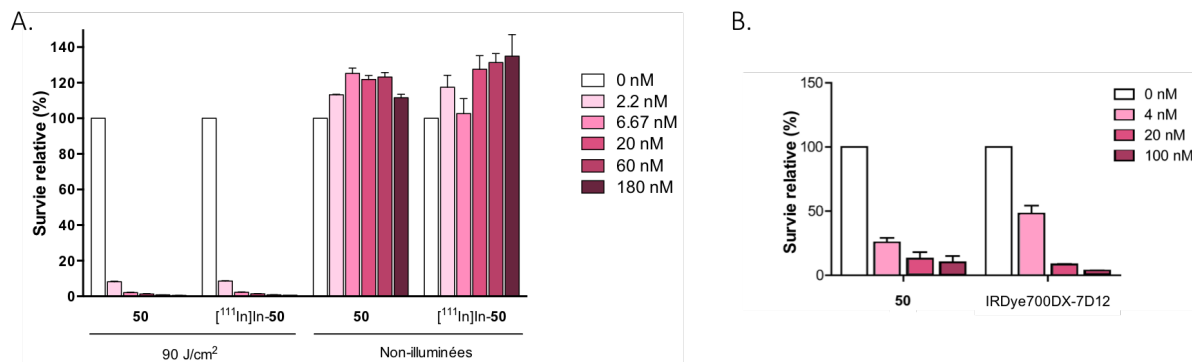 A.
Survie relative (%)
140
120
100
80
60
40
20
0
50
[¹¹¹In]In-50
50
[¹¹¹In]In-50
90 J/cm²
Non-illuminées
0 nM
2.2 nM
6.67 nM
20 nM
60 nM
180 nM
B.
Survie relative (%)
150
100
50
0
50
IRDye700DX-7D12
0 nM
4 nM
20 nM
100 nM